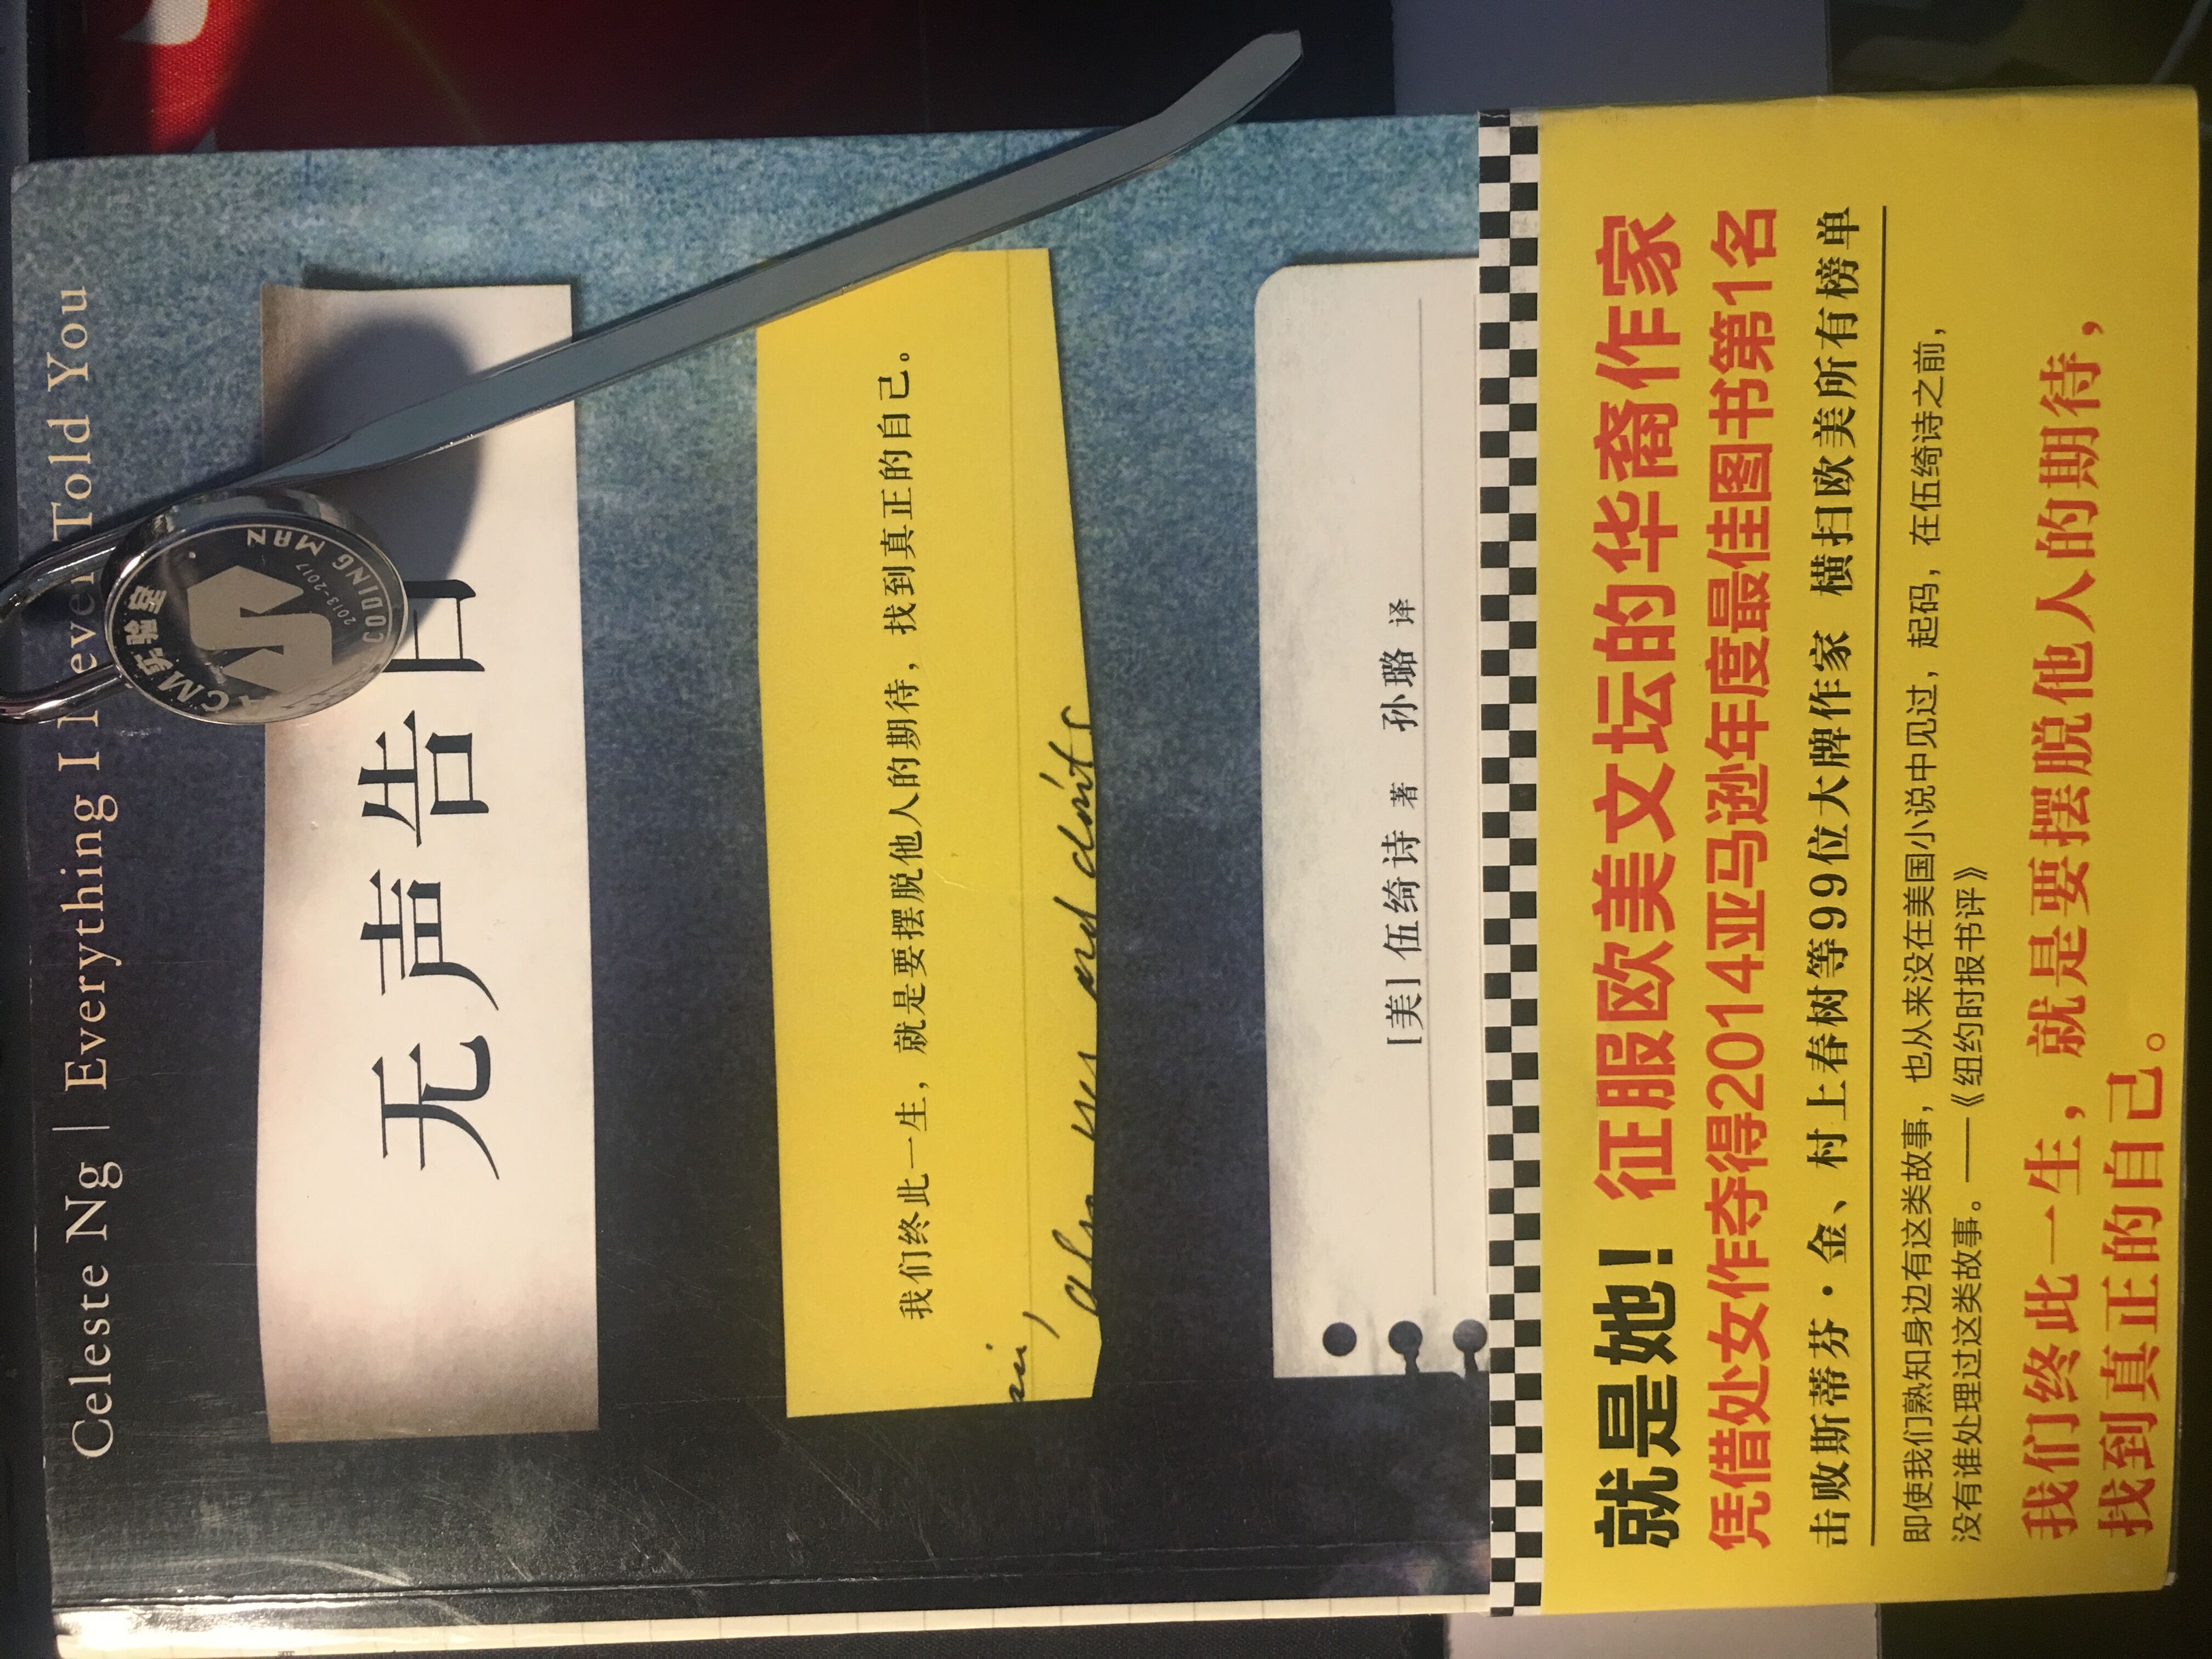 Celeste Ng | Everything I Never Told You
ACM实验室
2013-2017
CODING MAN
无声告白
我们终此一生，就是要摆脱他人的期待，找到真正的自己。
and don'ts
[美] 伍绮诗 著 孙璐 译
就是她！征服欧美文坛的华裔作家
凭借处女作夺得2014亚马逊年度最佳图书第1名
击败斯蒂芬·金、村上春树等99位大牌作家 横扫欧美所有榜单
即使我们熟知身边有这类故事，也从来没在美国小说中见过，起码，在伍绮诗之前，
没有谁处理过这类故事。——《纽约时报书评》
我们终此一生，就是要摆脱他人的期待，
找到真正的自己。